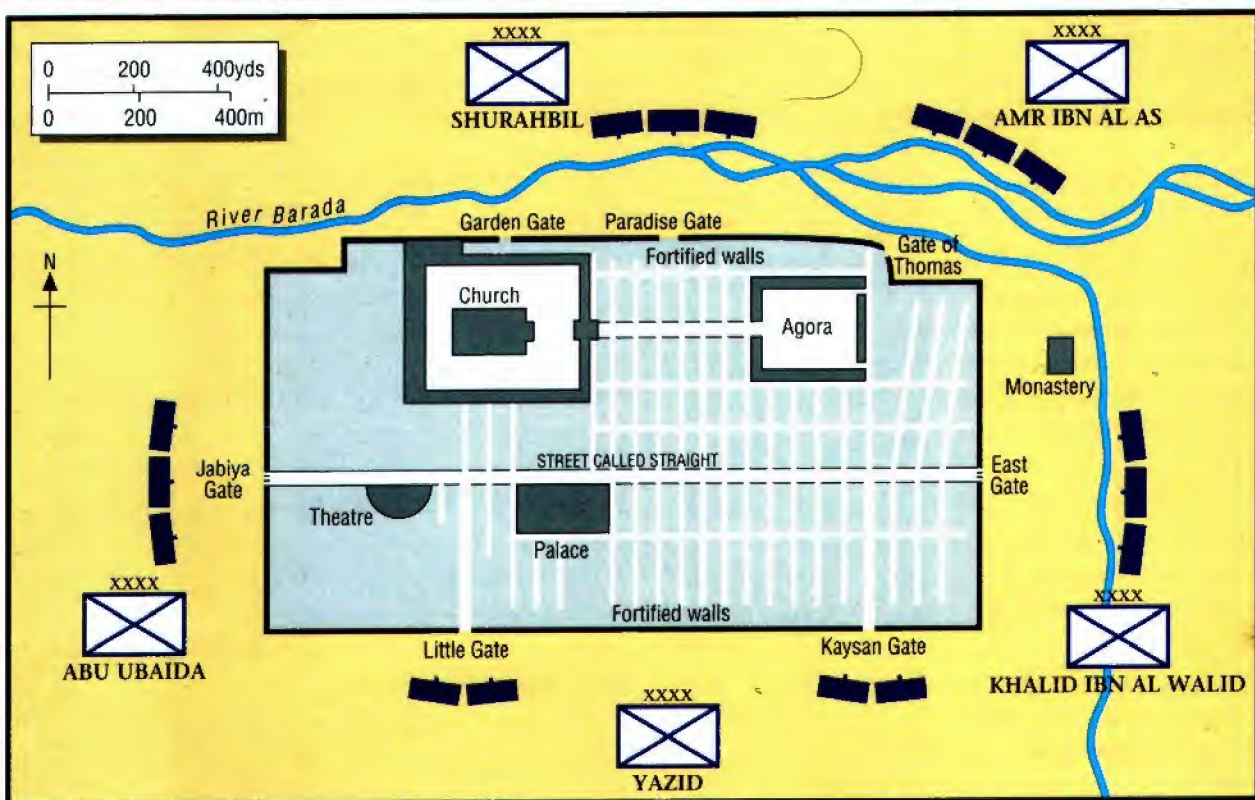 XXXX
SHURAHBIL
XXXX
AMR IBN AL AS
0 200 400yds
0 200 400m
River Barada
Garden Gate
Paradise Gate
Fortified walls
Gate of
Thomas
N
Church
Agora
Monastery
Jabiya
Gate
STREET CALLED STRAIGHT
East
Gate
Theatre
Palace
Fortified walls
XXXX
ABU UBAIDA
Little Gate
Kaysan Gate
XXXX
KHALID IBN AL WALID
XXXX
YAZID